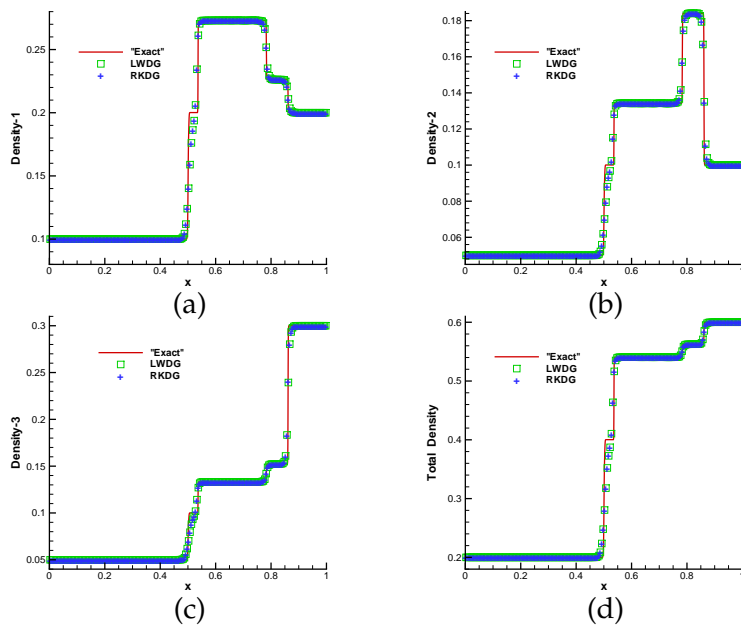 Density-1
0.25
0.2
0.15
0.1
"Exact"
LWDG
RKDG
0 0.2 0.4 0.6 0.8 1
x
(a)
Density-2
0.18
0.16
0.14
0.12
0.1
0.08
0.06
"Exact"
LWDG
RKDG
0 0.2 0.4 0.6 0.8 1
x
(b)
Density-3
0.3
0.25
0.2
0.15
0.1
0.05
"Exact"
LWDG
RKDG
0 0.2 0.4 0.6 0.8 1
x
(c)
Total Density
0.6
0.5
0.4
0.3
0.2
"Exact"
LWDG
RKDG
0 0.2 0.4 0.6 0.8 1
x
(d)